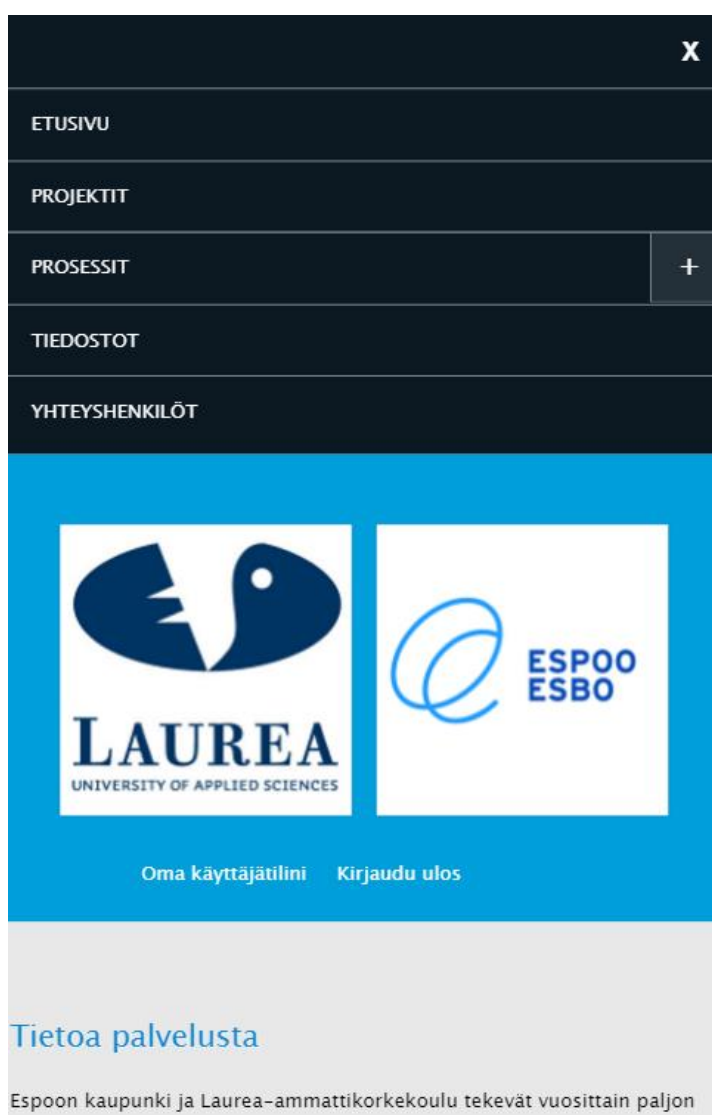 X
ETUSIVU
PROJEKTIT
PROSESSIT +
TIEDOSTOT
YHTEYSHENKILÖT
LAUREA
UNIVERSITY OF APPLIED SCIENCES
ESPOO
ESBO
Oma käyttäjätilini Kirjaudu ulos
Tietoa palvelusta
Espoon kaupunki ja Laurea-ammattikorkekoulu tekevät vuosittain paljon